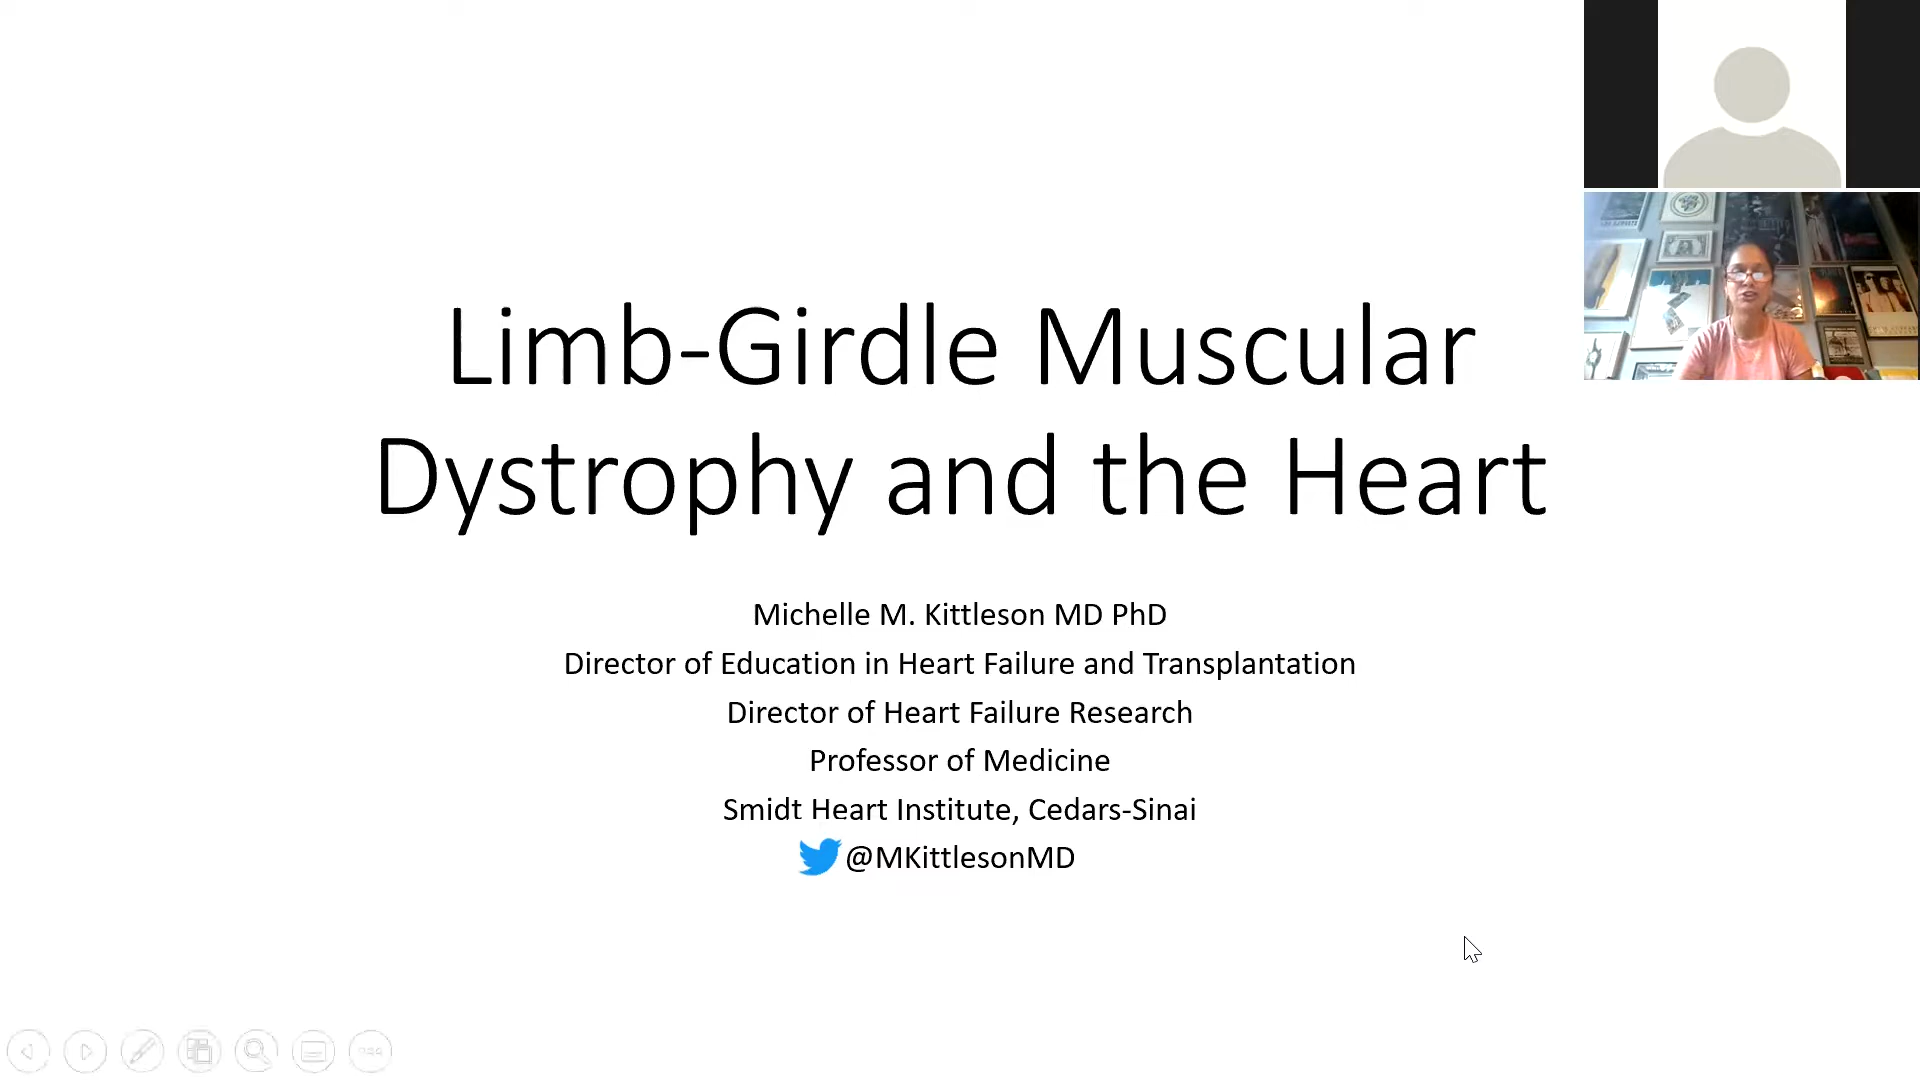 Limb-Girdle Muscular
Dystrophy and the Heart
Michelle M. Kittleson MD PhD
Director of Education in Heart Failure and Transplantation
Director of Heart Failure Research
Professor of Medicine
Smidt Heart Institute, Cedars-Sinai
@MKittlesonMD